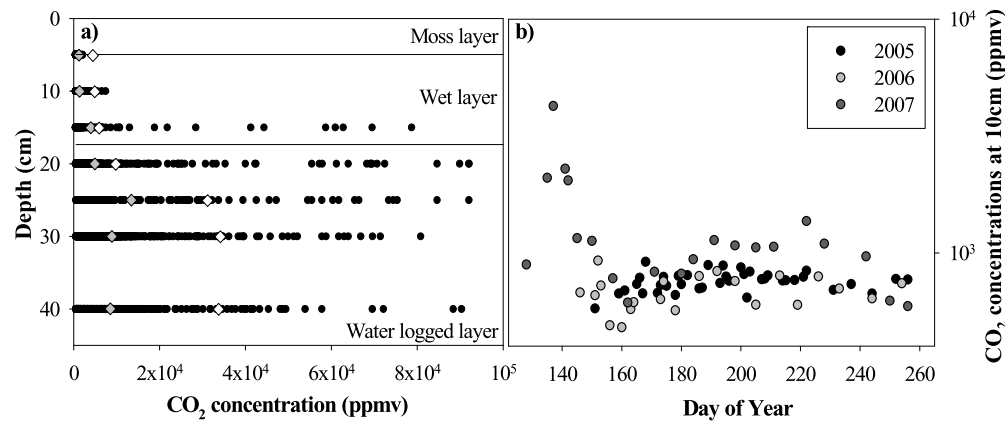 a)
Moss layer
Wet layer
Water logged layer
Depth (cm)
0
10
20
30
40
0
2x10⁴
4x10⁴
6x10⁴
8x10⁴
10⁵
CO₂ concentration (ppmv)
b)
2005
2006
2007
10⁴
10³
CO₂ concentrations at 10cm (ppmv)
140
160
180
200
220
240
260
Day of Year